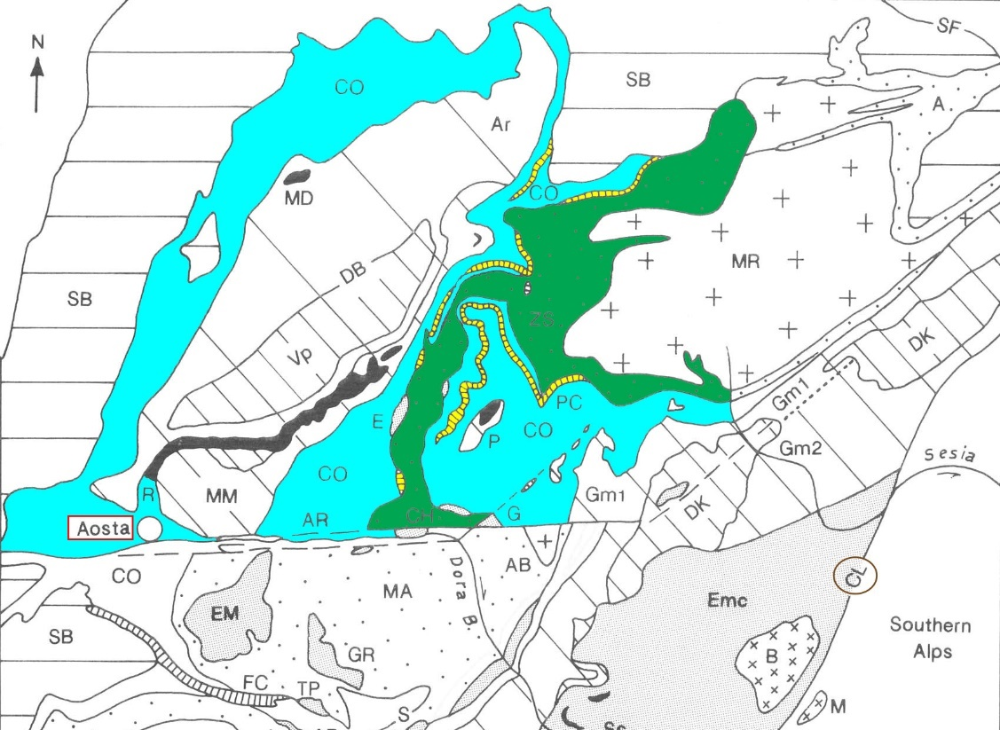 SF
N
CO
SB
A
Ar
CO
MD
MR
DB
SB
ZS
DK
Vp
Gm1
PC
E
P
CO
Gm2
Sesia
CO
R
MM
Gm1
DK
AR
CH
G
Aosta
AB
CO
Dora B
MA
CL
Emc
EM
SB
Southern
Alps
GR
B
FC
TP
S
M